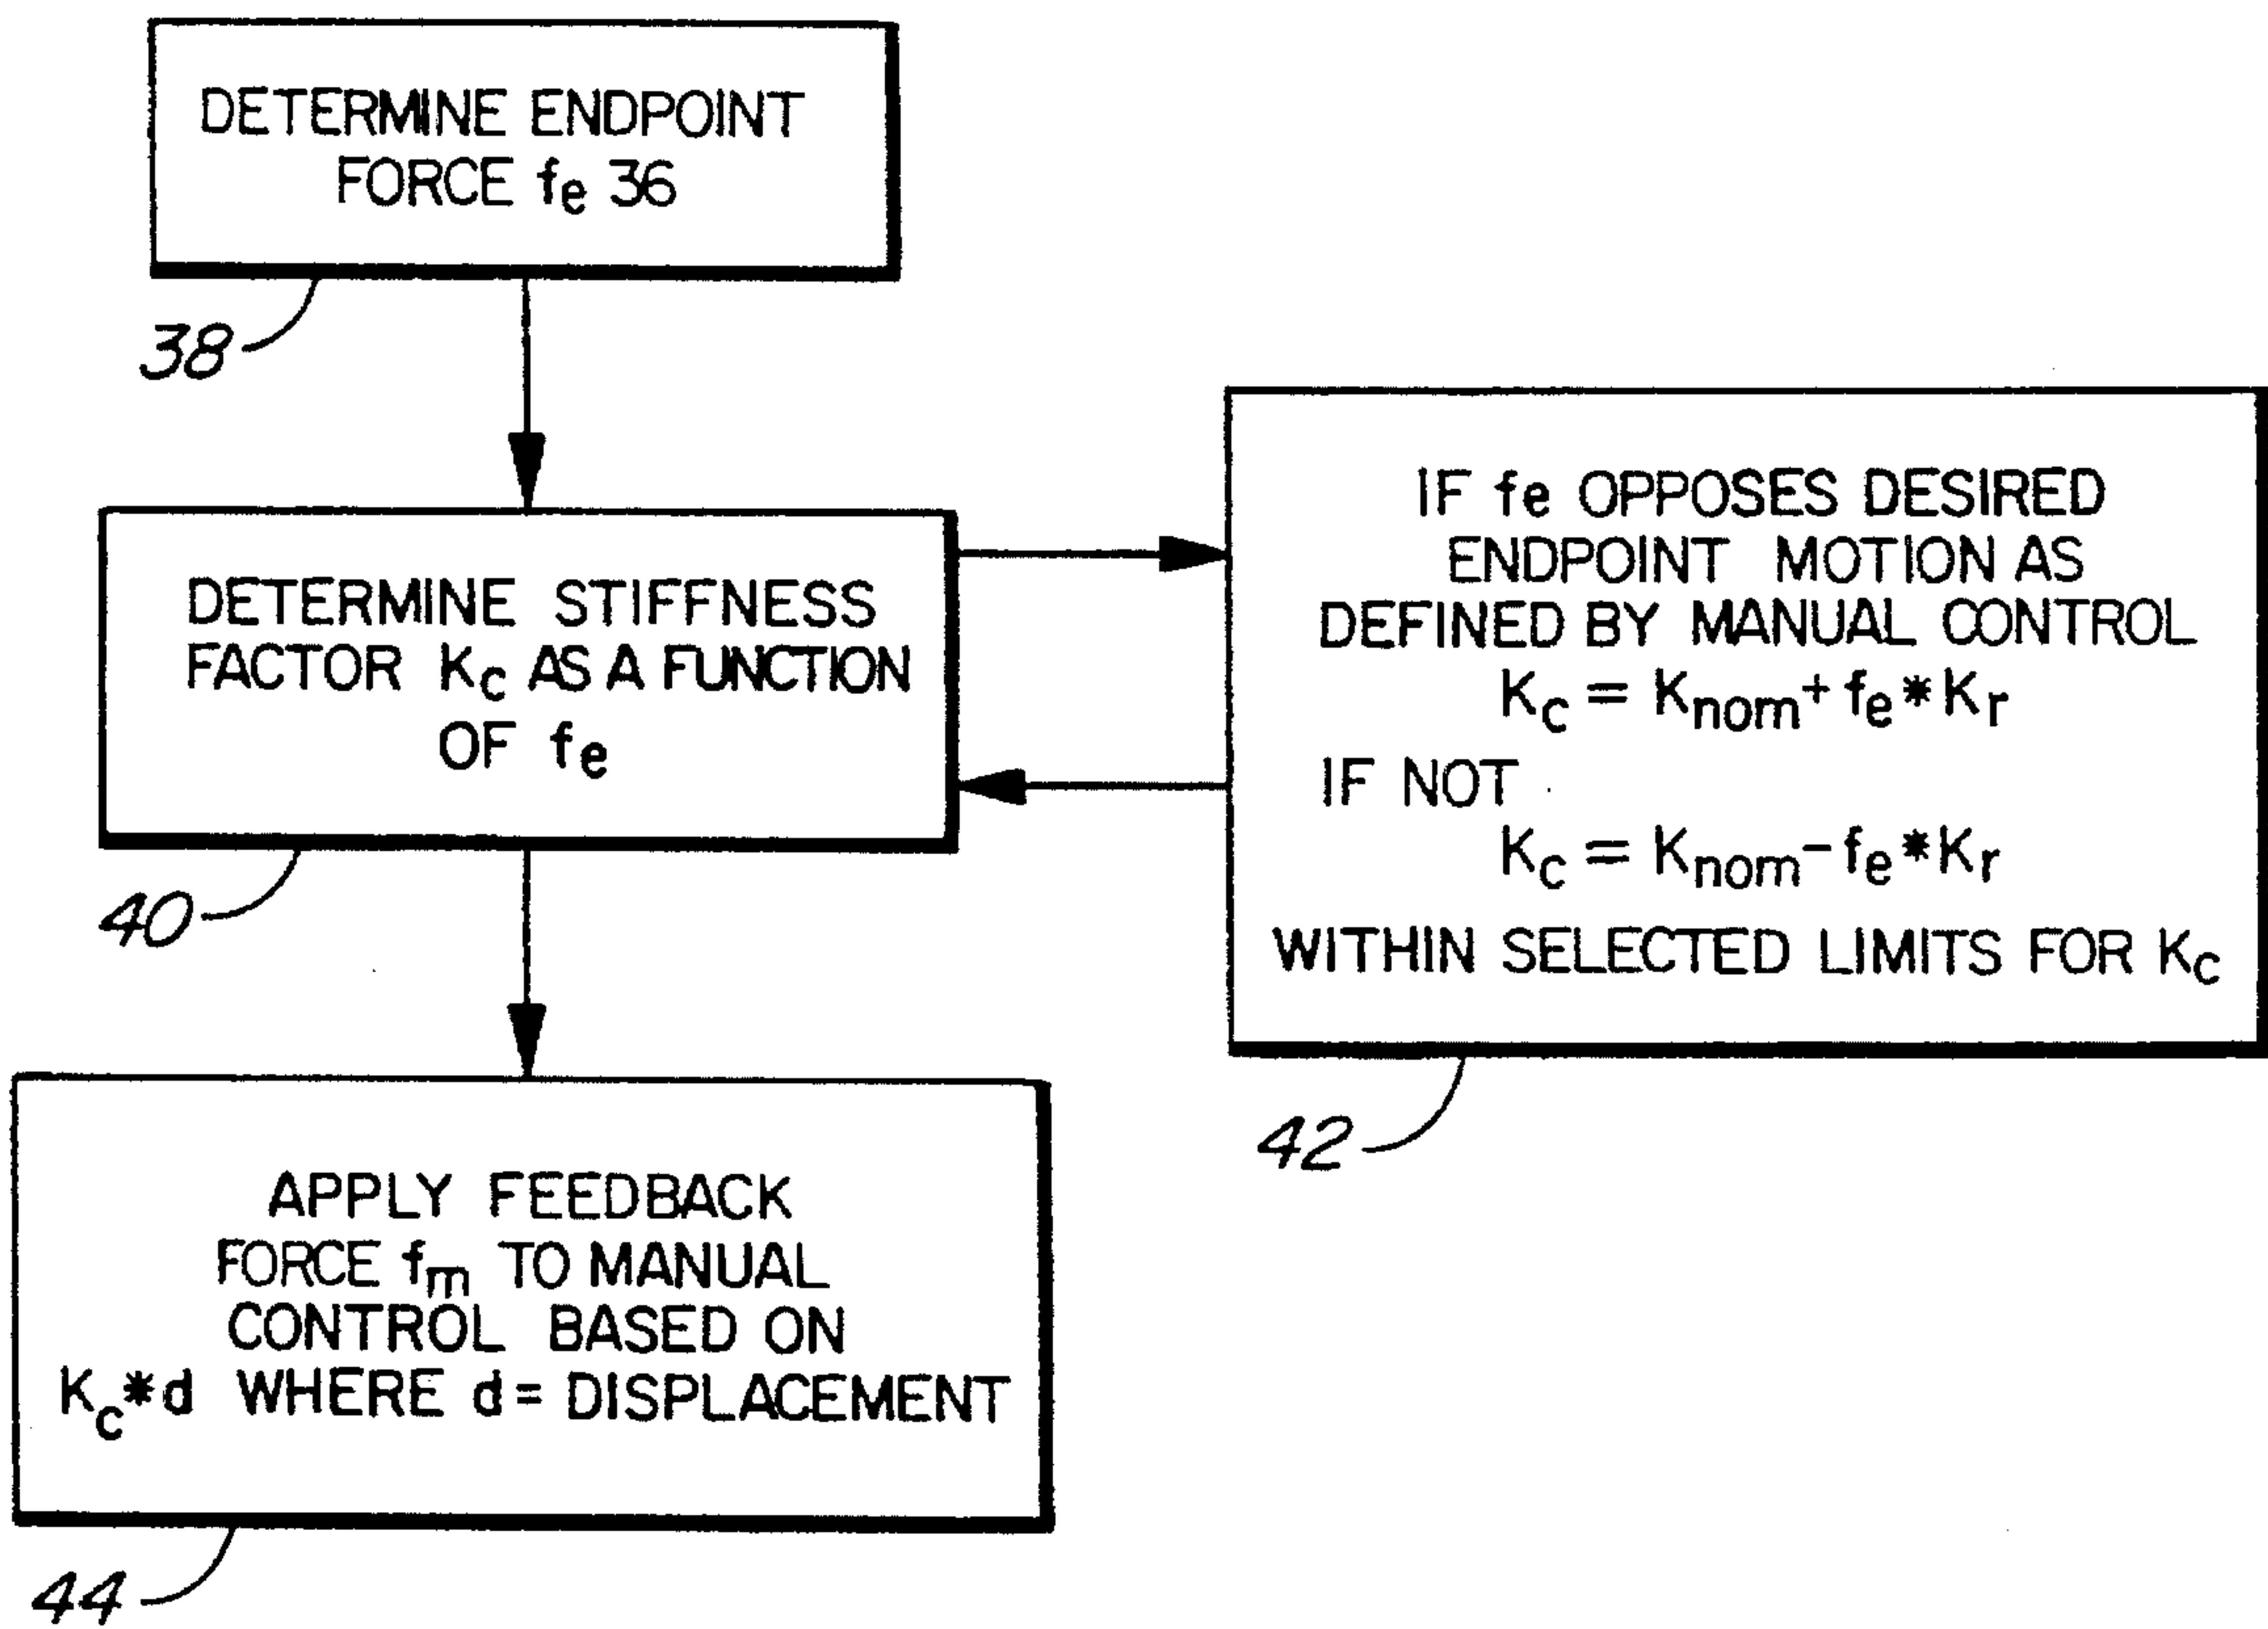 DETERMINE ENDPOINT
FORCE fe 36
38
DETERMINE STIFFNESS
FACTOR Kc AS A FUNCTION
OF fe
40
IF fe OPPOSES DESIRED
ENDPOINT MOTION AS
DEFINED BY MANUAL CONTROL
Kc = Knom + fe * Kr
IF NOT
Kc = Knom - fe * Kr
WITHIN SELECTED LIMITS FOR Kc
42
APPLY FEEDBACK
FORCE fm TO MANUAL
CONTROL BASED ON
Kc * d WHERE d = DISPLACEMENT
44